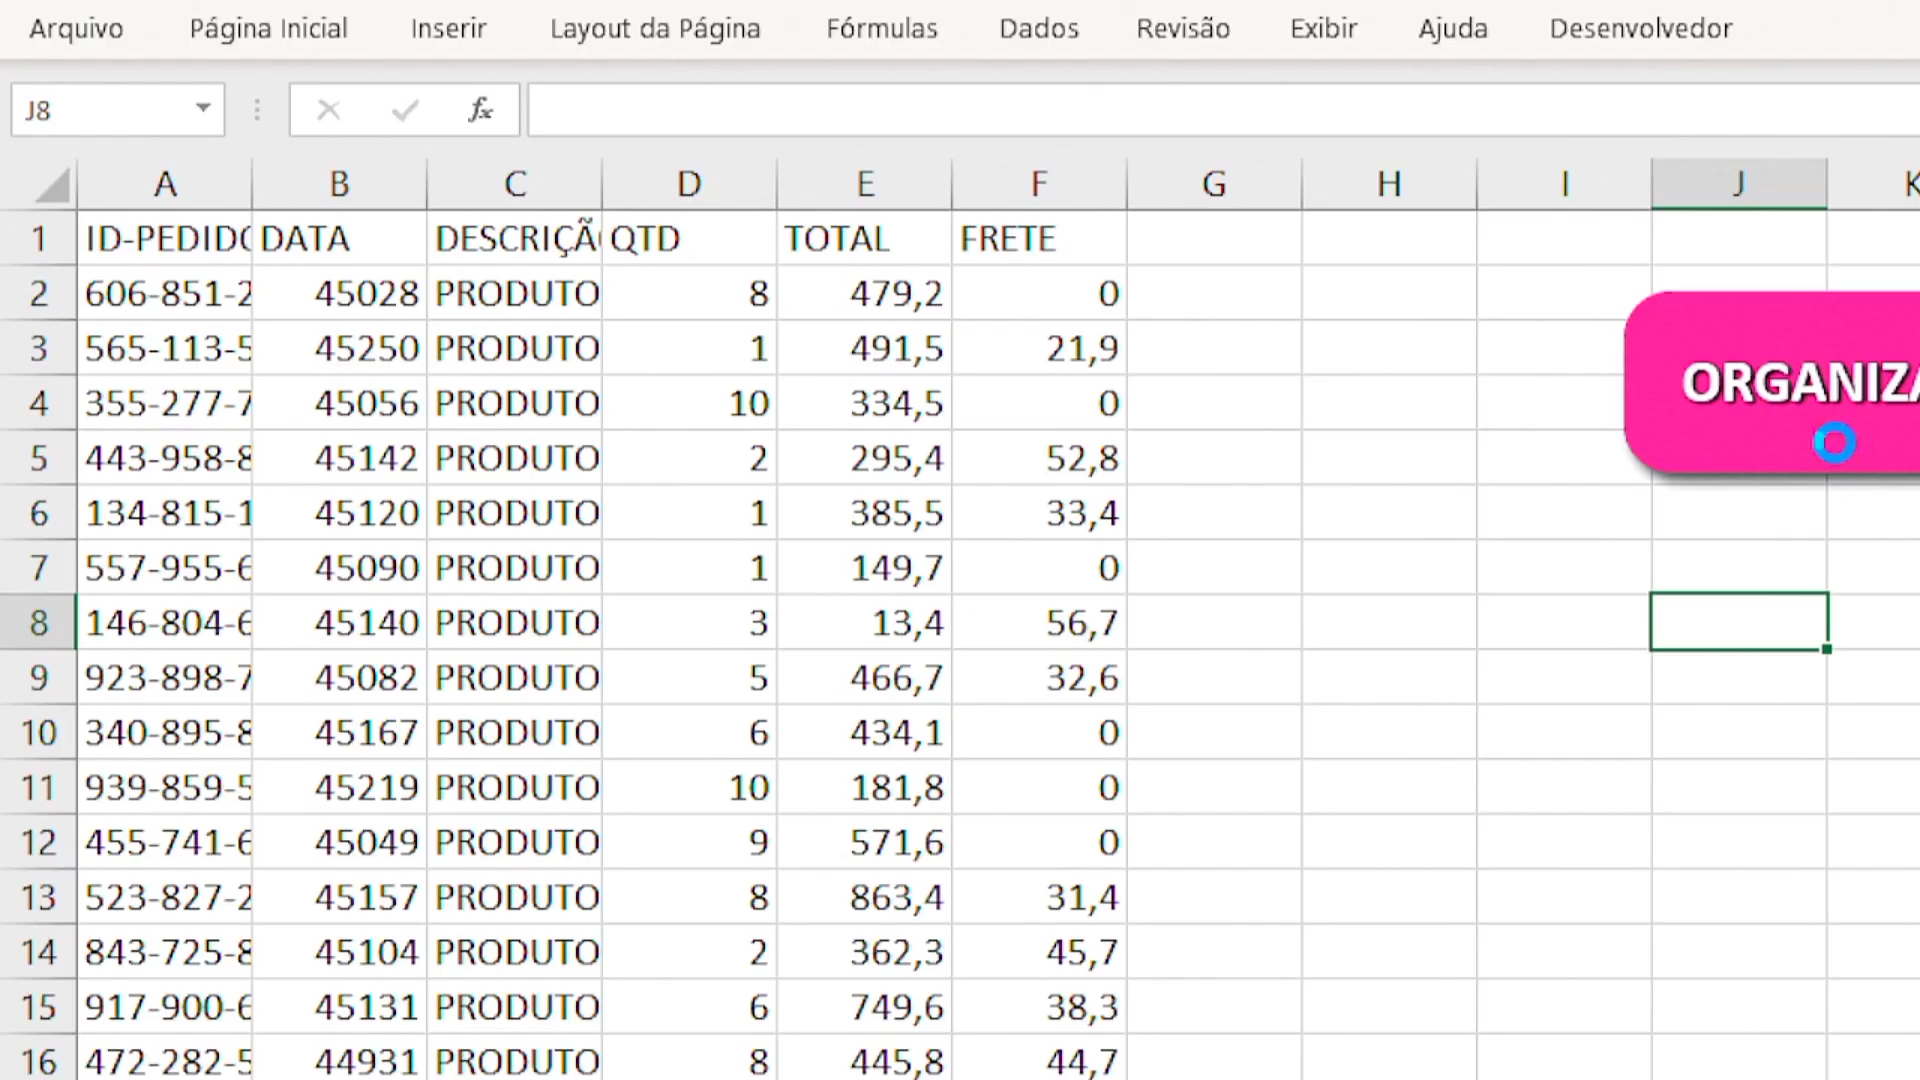 Arquivo Página Inicial Inserir Layout da Página Fórmulas Dados Revisão Exibir Ajuda Desenvolvedor
J8 fx
A B C D E F G H I J K
1 ID-PEDIDO DATA DESCRIÇÃ QTD TOTAL FRETE
2 606-851-2 45028 PRODUTO 8 479,2 0
3 565-113-5 45250 PRODUTO 1 491,5 21,9
4 355-277-7 45056 PRODUTO 10 334,5 0
5 443-958-8 45142 PRODUTO 2 295,4 52,8
6 134-815-1 45120 PRODUTO 1 385,5 33,4
7 557-955-6 45090 PRODUTO 1 149,7 0
8 146-804-6 45140 PRODUTO 3 13,4 56,7
9 923-898-7 45082 PRODUTO 5 466,7 32,6
10 340-895-8 45167 PRODUTO 6 434,1 0
11 939-859-5 45219 PRODUTO 10 181,8 0
12 455-741-6 45049 PRODUTO 9 571,6 0
13 523-827-2 45157 PRODUTO 8 863,4 31,4
14 843-725-8 45104 PRODUTO 2 362,3 45,7
15 917-900-6 45131 PRODUTO 6 749,6 38,3
16 472-282-5 44931 PRODUTO 8 445,8 44,7
ORGANIZA